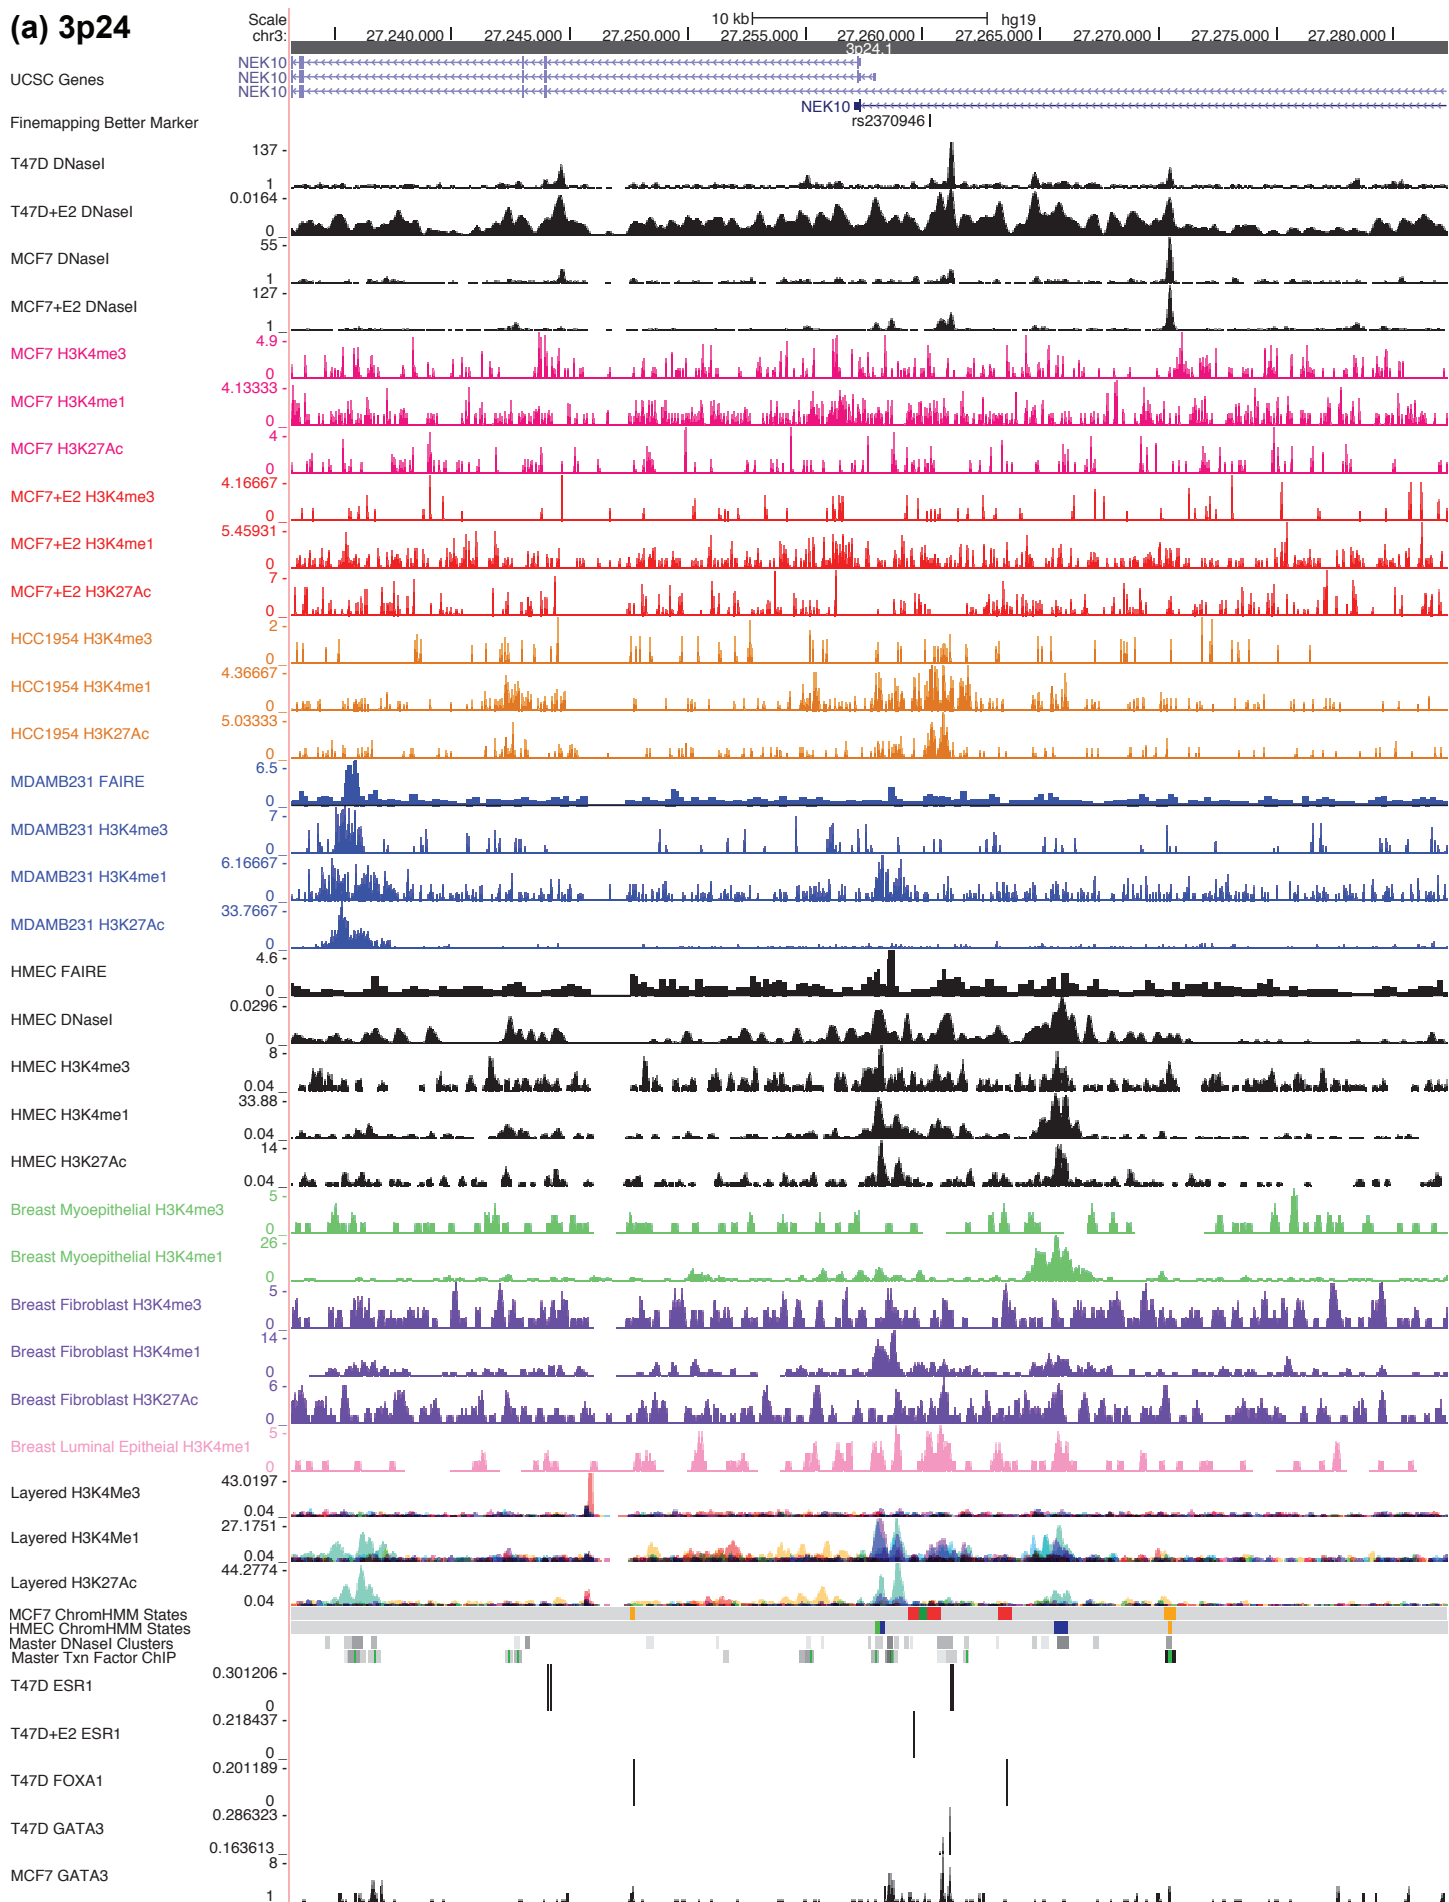 (a) 3p24
Scale 10 kb hg19
chr3: 27,240,000 27,245,000 27,250,000 27,255,000 27,260,000 27,265,000 27,270,000 27,275,000 27,280,000
3p24.1
UCSC Genes
NEK10
NEK10
NEK10
NEK10
Finemapping Better Marker rs2370946
T47D DNaseI 137 - 1 _
T47D+E2 DNaseI 0.0164 - 0 _
MCF7 DNaseI 55 - 1 _
MCF7+E2 DNaseI 127 - 1 _
MCF7 H3K4me3 4.9 - 0 _
MCF7 H3K4me1 4.13333 - 0 _
MCF7 H3K27Ac 4 - 0 _
MCF7+E2 H3K4me3 4.16667 - 0 _
MCF7+E2 H3K4me1 5.45931 - 0 _
MCF7+E2 H3K27Ac 7 - 0 _
HCC1954 H3K4me3 2 - 0 _
HCC1954 H3K4me1 4.36667 - 0 _
HCC1954 H3K27Ac 5.03333 - 0 _
MDAMB231 FAIRE 6.5 - 0 _
MDAMB231 H3K4me3 7 - 0 _
MDAMB231 H3K4me1 6.16667 - 0 _
MDAMB231 H3K27Ac 33.7667 - 0 _
HMEC FAIRE 4.6 - 0 _
HMEC DNaseI 0.0296 - 0 _
HMEC H3K4me3 8 - 0.04 _
HMEC H3K4me1 33.88 - 0.04 _
HMEC H3K27Ac 14 - 0.04 _
Breast Myoepithelial H3K4me3 5 - 0 _
Breast Myoepithelial H3K4me1 26 - 0 _
Breast Fibroblast H3K4me3 5 - 0 _
Breast Fibroblast H3K4me1 14 - 0 _
Breast Fibroblast H3K27Ac 6 - 0 _
Breast Luminal Epitheial H3K4me1 5 - 0 _
Layered H3K4Me3 43.0197 - 0.04 _
Layered H3K4Me1 27.1751 - 0.04 _
Layered H3K27Ac 44.2774 - 0.04 _
MCF7 ChromHMM States
HMEC ChromHMM States
Master DNaseI Clusters
Master Txn Factor ChIP
T47D ESR1 0.301206 - 0 _
T47D+E2 ESR1 0.218437 - 0 _
T47D FOXA1 0.201189 - 0 _
T47D GATA3 0.286323 - 0.163613 _
MCF7 GATA3 8 - 1